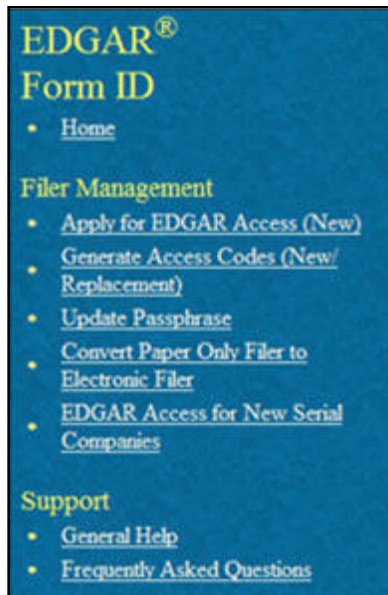 EDGAR®
Form ID
• Home
Filer Management
• Apply for EDGAR Access (New)
• Generate Access Codes (New/
Replacement)
• Update Passphrase
• Convert Paper Only Filer to
Electronic Filer
• EDGAR Access for New Serial
Companies
Support
• General Help
• Frequently Asked Questions